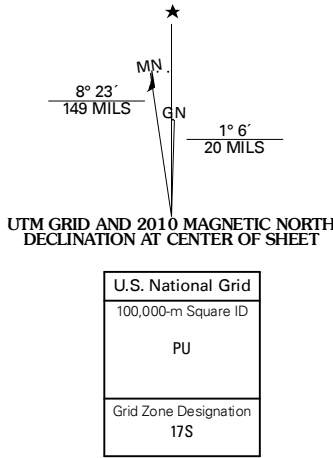 ★
MN
GN
8° 23´
149 MILS
1° 6´
20 MILS
UTM GRID AND 2010 MAGNETIC NORTH
DECLINATION AT CENTER OF SHEET
U.S. National Grid
100,000-m Square ID
PU
Grid Zone Designation
17S